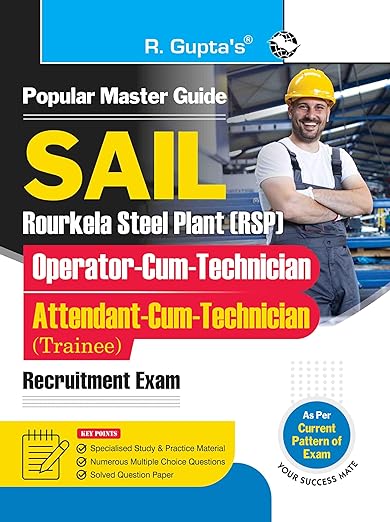 R. Gupta's®
Popular Master Guide
SAIL
Rourkela Steel Plant (RSP)
Operator-Cum-Technician
Attendant-Cum-Technician
(Trainee)
Recruitment Exam
KEY POINTS
Specialised Study & Practice Material
Numerous Multiple Choice Questions
Solved Question Paper
As Per
Current
Pattern of
Exam
YOUR SUCCESS MATE